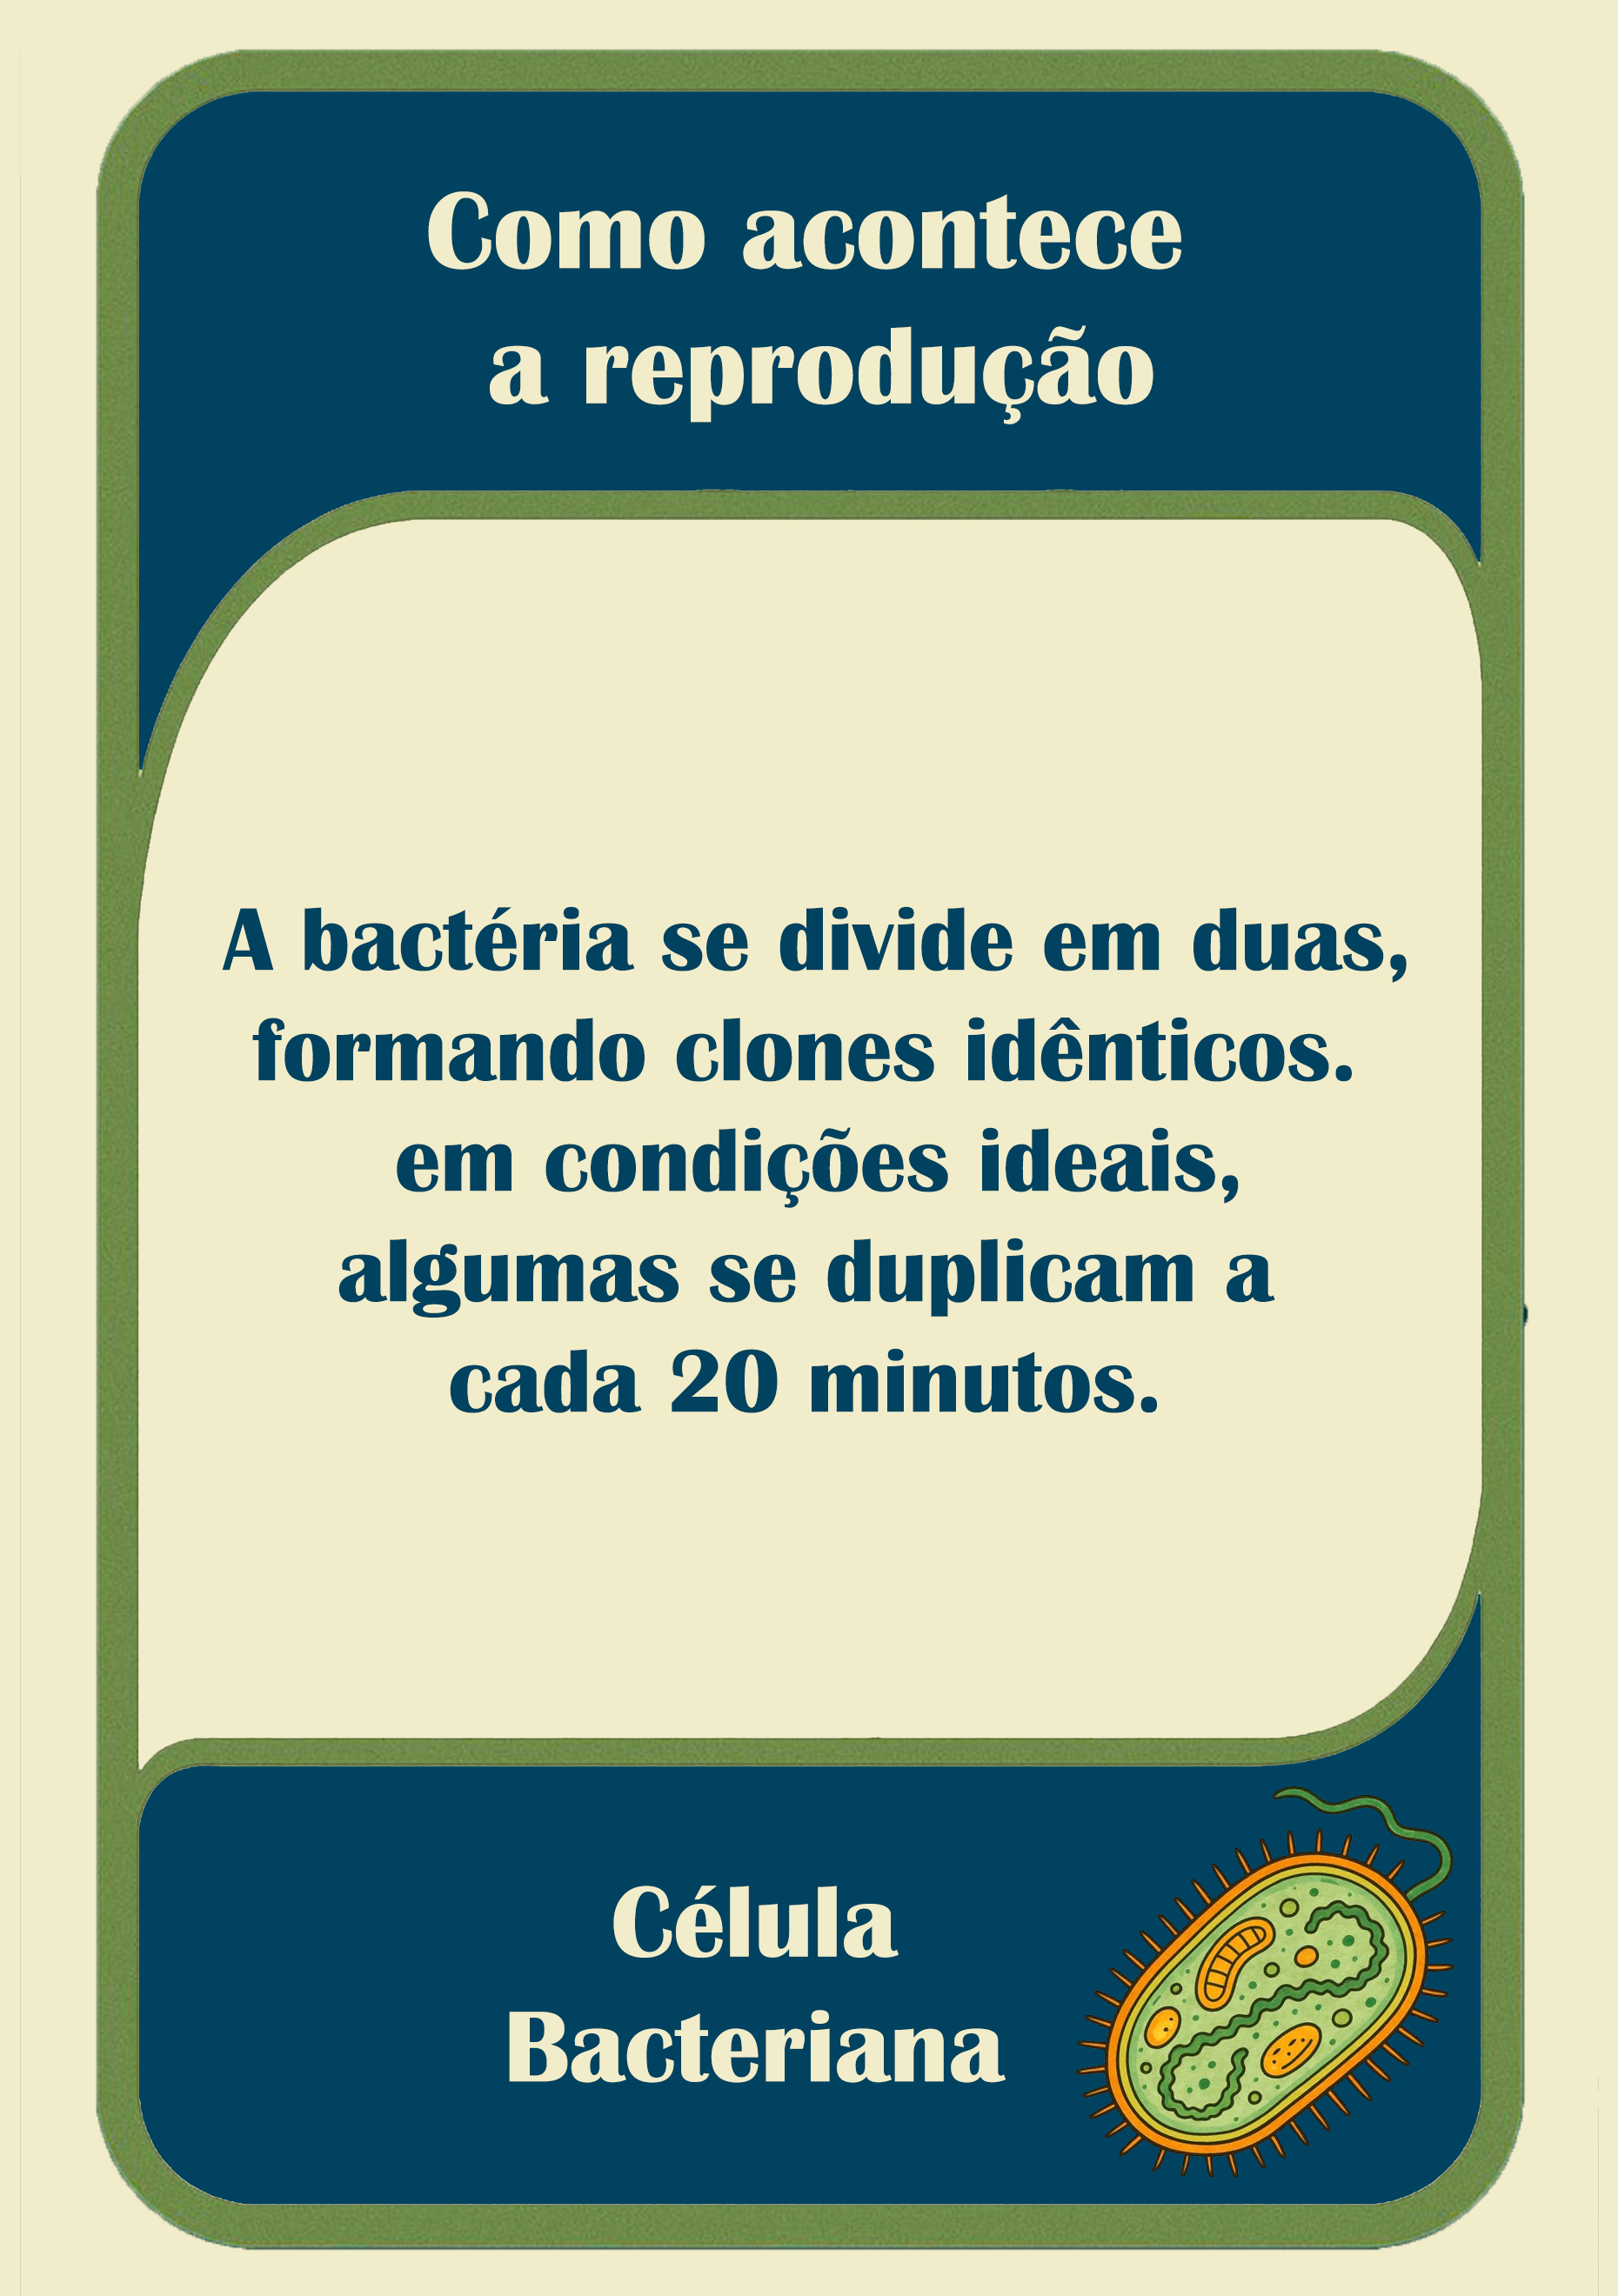 Como acontece
a reprodução
A bactéria se divide em duas,
formando clones idênticos.
em condições ideais,
algumas se duplicam a
cada 20 minutos.
Célula
Bacteriana